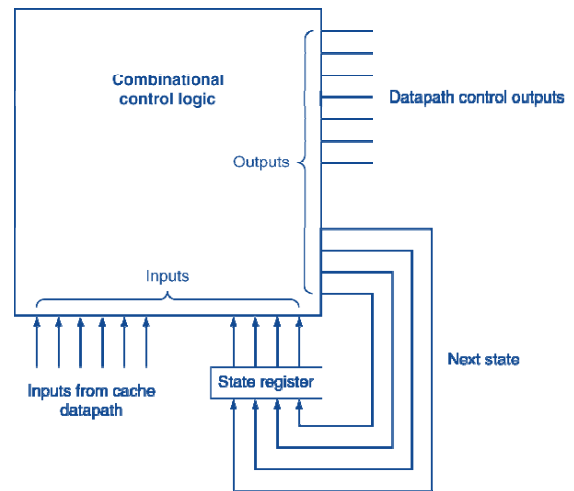 Combinational
control logic
Datapath control outputs
Outputs
Inputs
Inputs from cache
datapath
State register
Next state